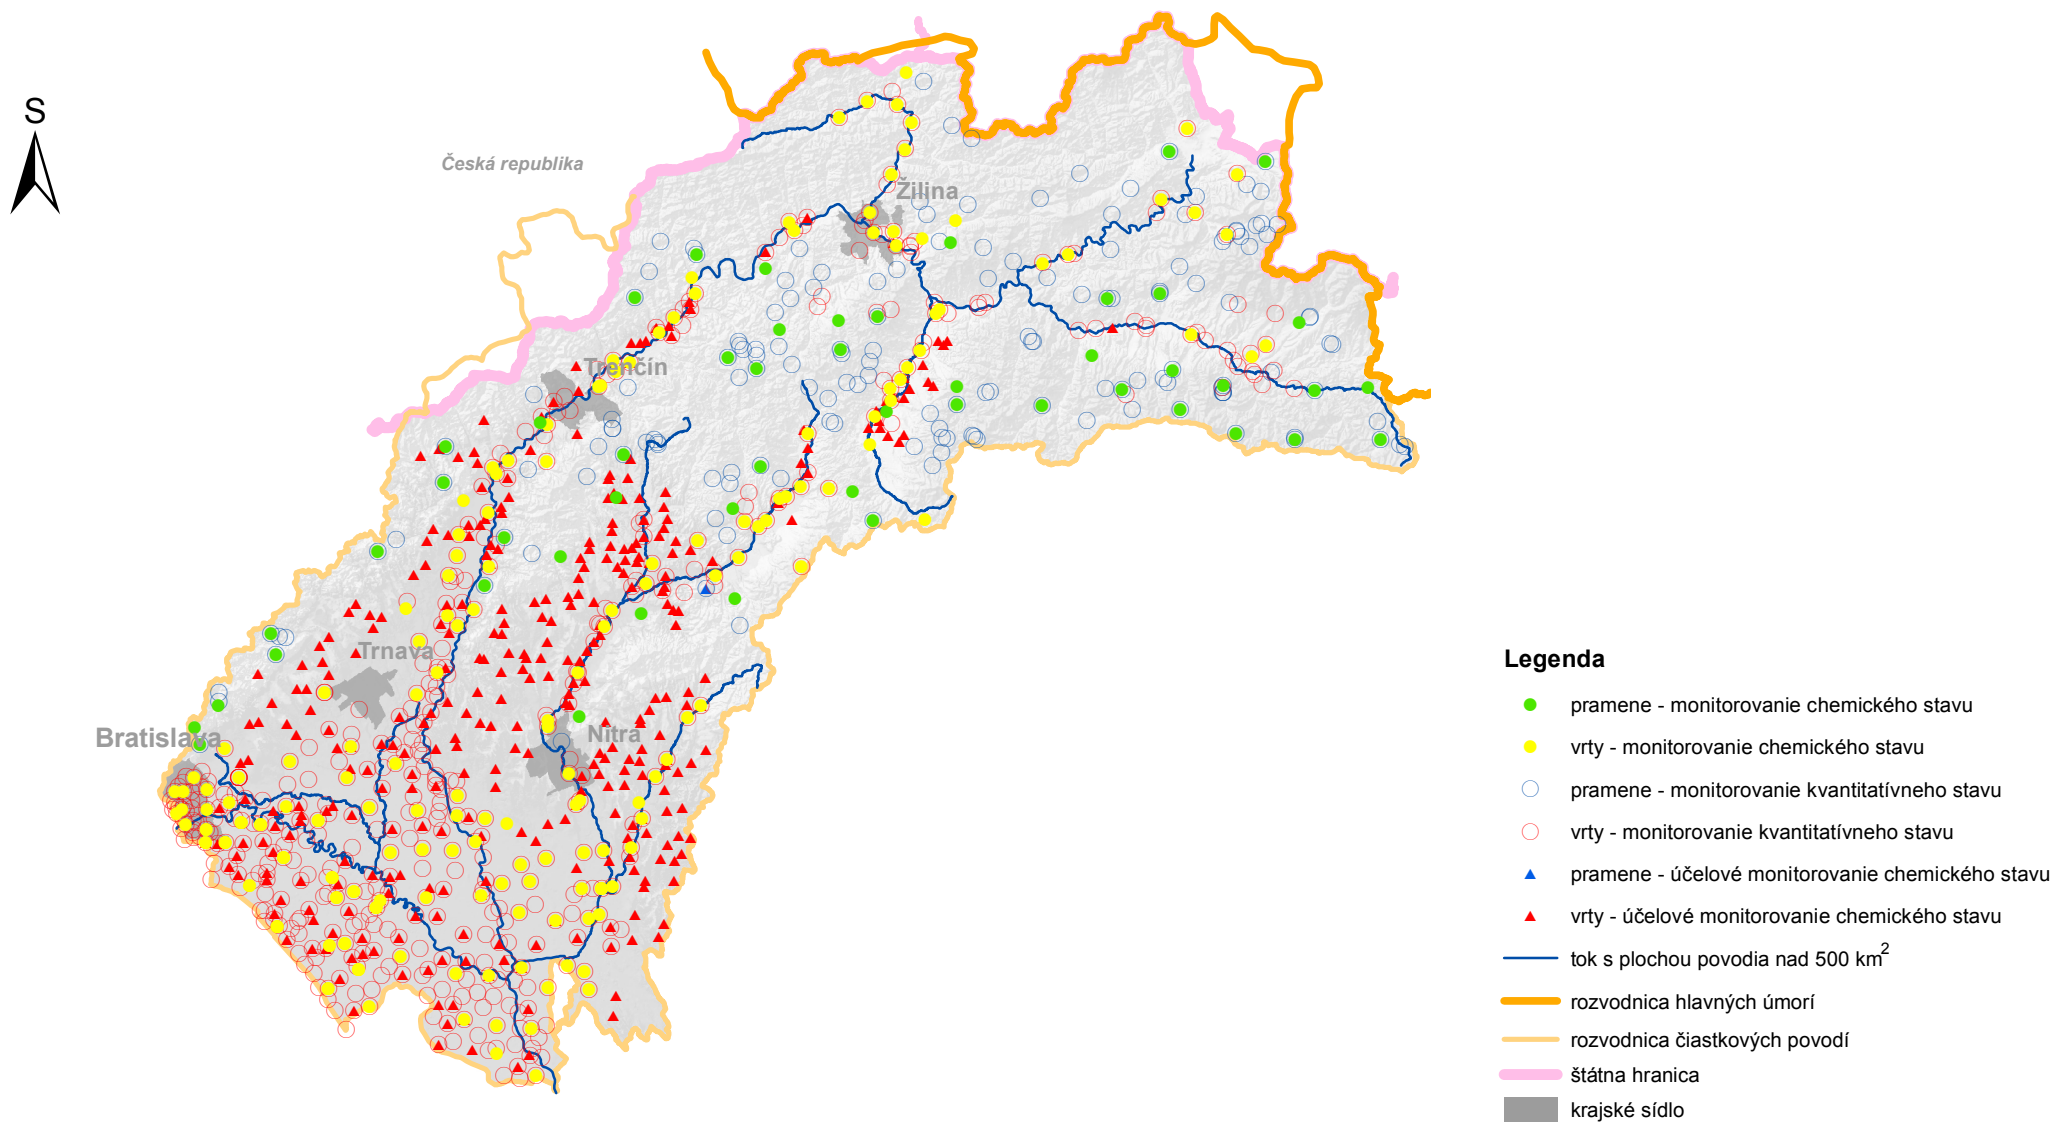 S
Česká republika
Žilina
Trenčín
Trnava
Nitra
Bratislava
Legenda
pramene - monitorovanie chemického stavu
vrty - monitorovanie chemického stavu
pramene - monitorovanie kvantitatívneho stavu
vrty - monitorovanie kvantitatívneho stavu
pramene - účelové monitorovanie chemického stavu
vrty - účelové monitorovanie chemického stavu
tok s plochou povodia nad 500 km²
rozvodnica hlavných úmorí
rozvodnica čiastkových povodí
štátna hranica
krajské sídlo